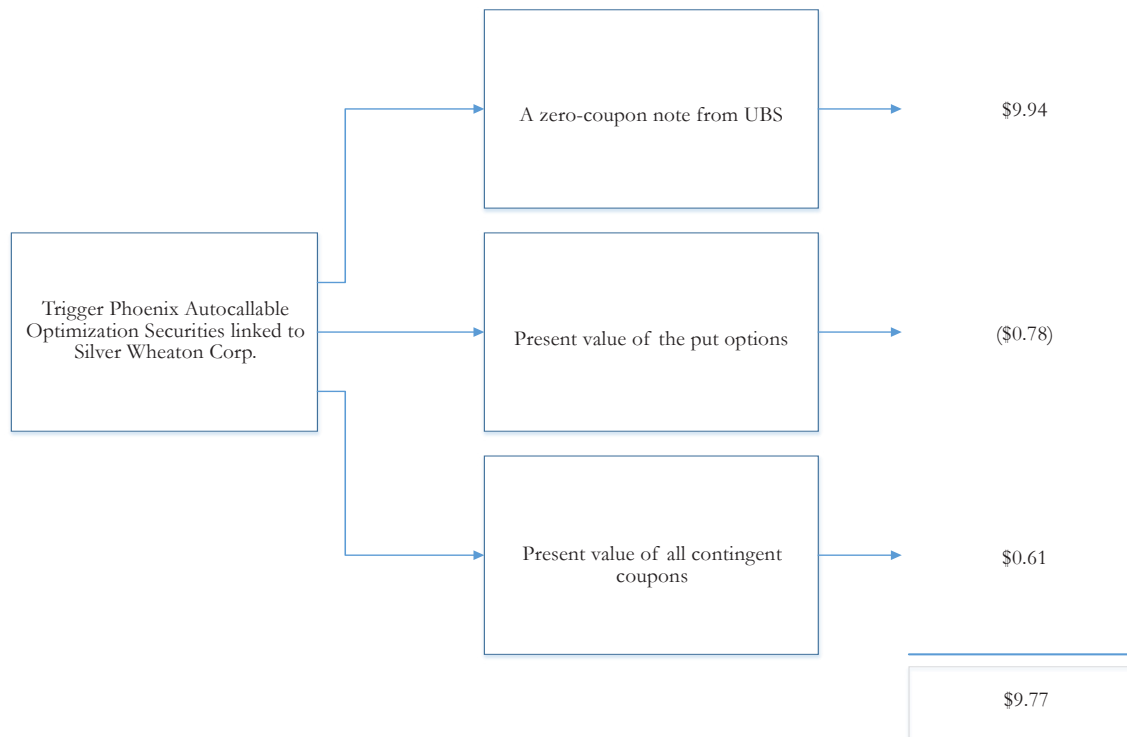 A zero-coupon note from UBS
$9.94
Trigger Phoenix Autocallable
Optimization Securities linked to
Silver Wheaton Corp.
Present value of the put options
($0.78)
Present value of all contingent
coupons
$0.61
$9.77